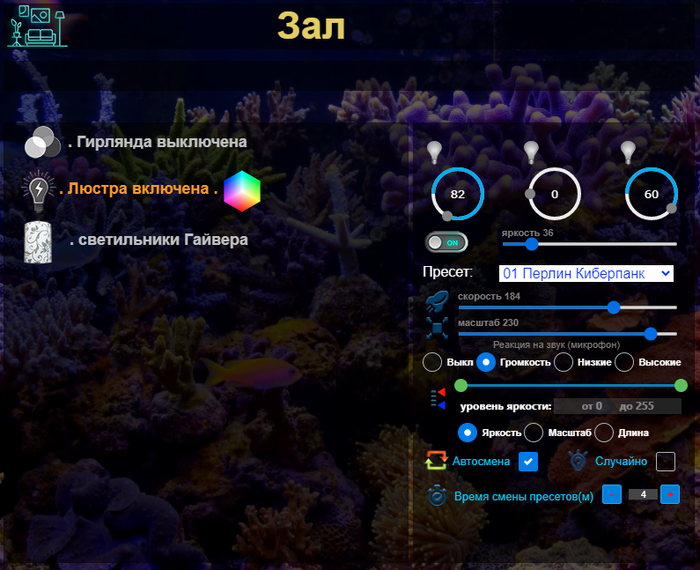 Зал
. Гирлянда выключена
. Люстра включена .
. светильники Гайвера
82
0
60
ON
яркость 36
Пресет: 01 Перлин Киберпанк
скорость 184
масштаб 230
Реакция на звук (микрофон)
Выкл Громкость Низкие Высокие
уровень яркости: от 0 до 255
Яркость Масштаб Длина
Автосмена Случайно
Время смены пресетов(м) - 4 +